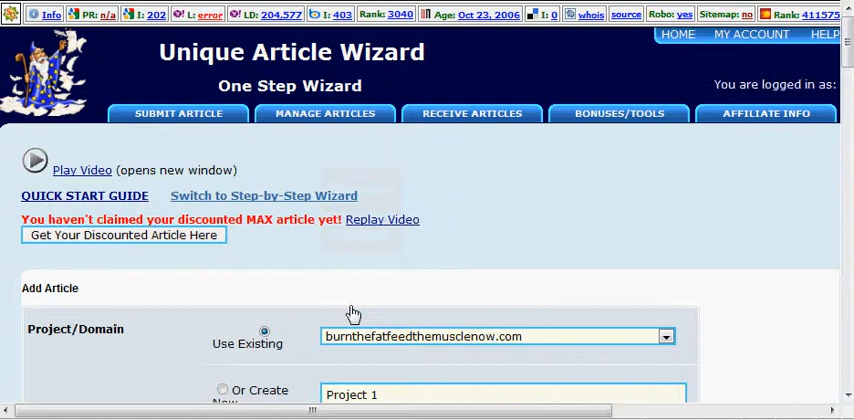 Info PR: n/a I: 202 L: error LD: 204,577 I: 403 Rank: 3040 Age: Oct 23, 2006 I: 0 whois source Robo: yes Sitemap: no Rank: 411575
HOME MY ACCOUNT HELP
Unique Article Wizard
One Step Wizard
You are logged in as:
SUBMIT ARTICLE MANAGE ARTICLES RECEIVE ARTICLES BONUSES/TOOLS AFFILIATE INFO
Play Video (opens new window)
QUICK START GUIDE Switch to Step-by-Step Wizard
You haven't claimed your discounted MAX article yet! Replay Video
Get Your Discounted Article Here
Add Article
Project/Domain
Use Existing burnthefatfeedthemusclenow.com
Or Create
New
Project 1